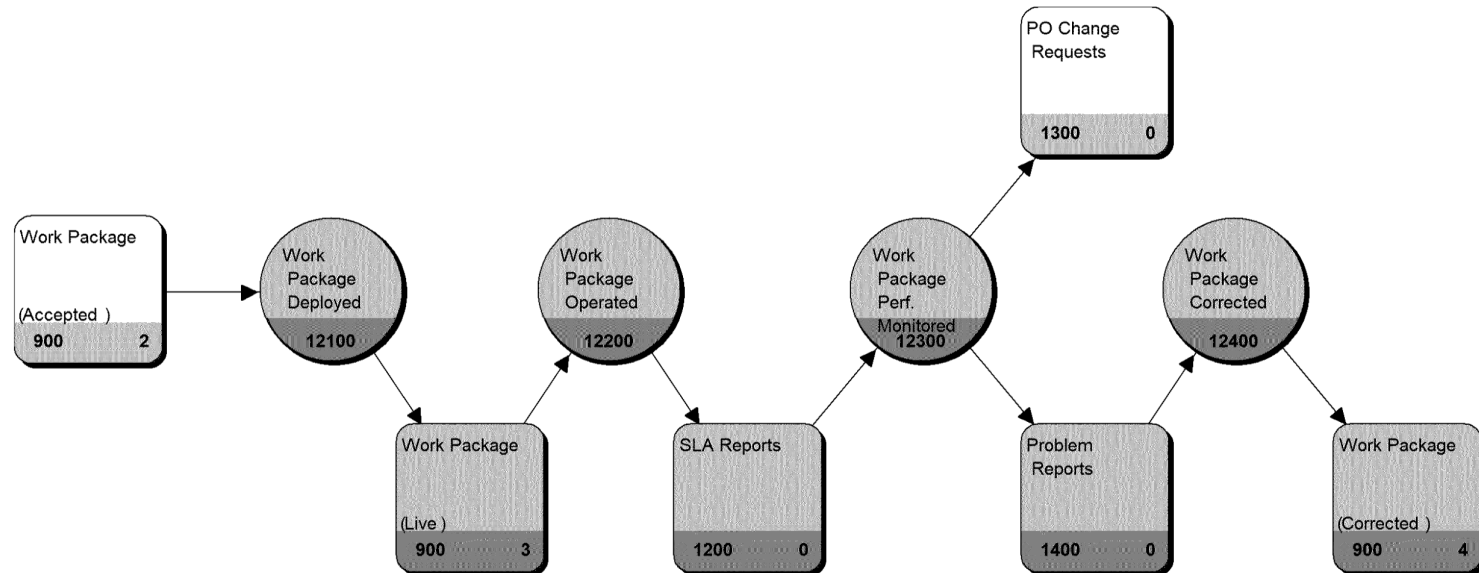 PO Change
Requests
1300 0
Work Package
(Accepted )
900 2
Work
Package
Deployed
12100
Work
Package
Operated
12200
Work
Package
Perf.
Monitored
12300
Work
Package
Corrected
12400
Work Package
(Live )
900 3
SLA Reports
1200 0
Problem
Reports
1400 0
Work Package
(Corrected )
900 4